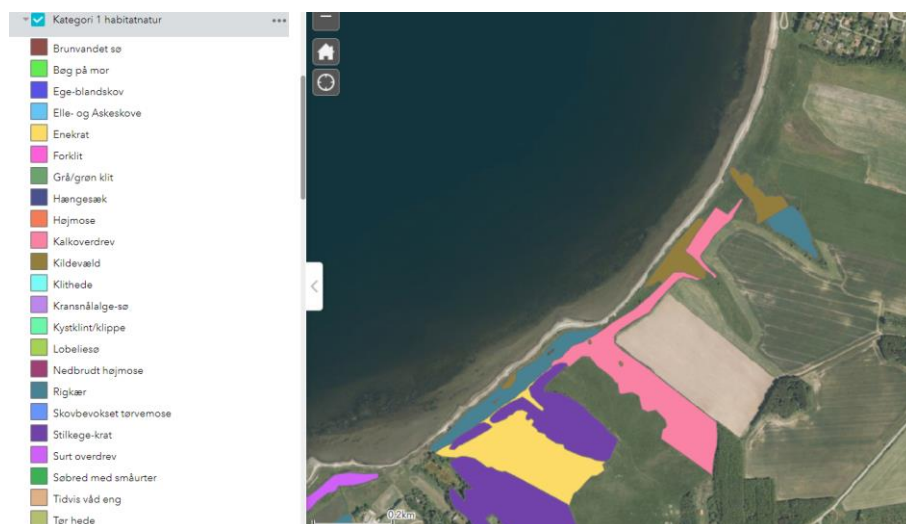 Kategori 1 habitatnatur
Brunvandet sø
Bøg på mor
Ege-blandskov
Elle- og Askeskove
Enekrat
Forklit
Grå/grøn klit
Hængesæk
Højmose
Kalkoverdrev
Kildevæld
Klithede
Kransnålalge-sø
Kystklint/klippe
Lobeliesø
Nedbrudt højmose
Rigkær
Skovbevokset tørvemose
Stilkege-krat
Surt overdrev
Søbred med småurter
Tidvis våd eng
Tør hede
0.2km